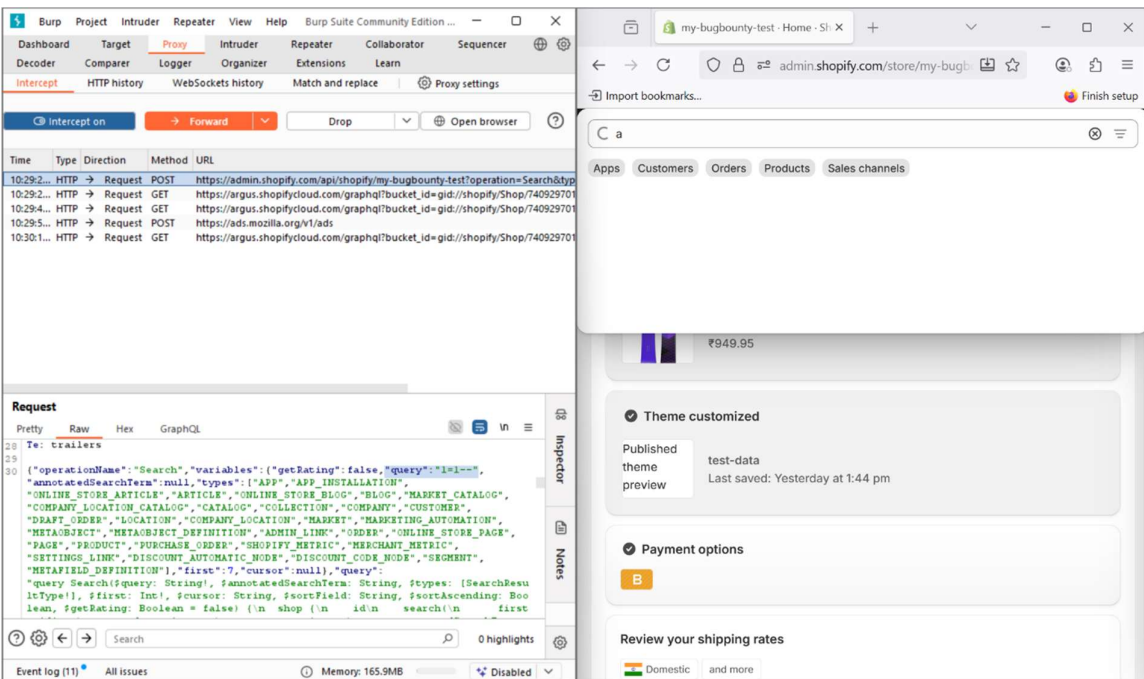 Burp Project Intruder Repeater View Help Burp Suite Community Edition ...
Dashboard Target Proxy Intruder Repeater Collaborator Sequencer
Decoder Comparer Logger Organizer Extensions Learn
Intercept HTTP history WebSockets history Match and replace Proxy settings
Intercept on Forward Drop Open browser
Time Type Direction Method URL
10:29:2... HTTP → Request POST https://admin.shopify.com/api/shopify/my-bugbounty-test?operation=Search&typ
10:29:2... HTTP → Request GET https://argus.shopifycloud.com/graphql?bucket_id=gid://shopify/Shop/740929701
10:29:4... HTTP → Request GET https://argus.shopifycloud.com/graphql?bucket_id=gid://shopify/Shop/740929701
10:29:5... HTTP → Request POST https://ads.mozilla.org/v1/ads
10:30:1... HTTP → Request GET https://argus.shopifycloud.com/graphql?bucket_id=gid://shopify/Shop/740929701
Request
Pretty Raw Hex GraphQL \n
28 Te: trailers
29
30 {"operationName":"Search","variables":{"getRating":false,"query":"1=1--",
"annotatedSearchTerm":null,"types":["APP","APP_INSTALLATION",
"ONLINE_STORE_ARTICLE","ARTICLE","ONLINE_STORE_BLOG","BLOG","MARKET_CATALOG",
"COMPANY_LOCATION_CATALOG","CATALOG","COLLECTION","COMPANY","CUSTOMER",
"DRAFT_ORDER","LOCATION","COMPANY_LOCATION","MARKET","MARKETING_AUTOMATION",
"METAOBJECT","METAOBJECT_DEFINITION","ADMIN_LINK","ORDER","ONLINE_STORE_PAGE",
"PAGE","PRODUCT","PURCHASE_ORDER","SHOPIFY_METRIC","MERCHANT_METRIC",
"SETTINGS_LINK","DISCOUNT_AUTOMATIC_NODE","DISCOUNT_CODE_NODE","SEGMENT",
"METAFIELD_DEFINITION"],"first":7,"cursor":null},"query":
"query Search($query: String!, $annotatedSearchTerm: String, $types: [SearchResu
ltType!], $first: Int!, $cursor: String, $sortField: String, $sortAscending: Boo
lean, $getRating: Boolean = false) {\n shop {\n id\n search(\n first
Inspector
Notes
Search 0 highlights
Event log (11) All issues Memory: 165.9MB Disabled
my-bugbounty-test · Home · Sh
admin.shopify.com/store/my-bugb
Import bookmarks... Finish setup
a
Apps Customers Orders Products Sales channels
₹949.95
Theme customized
Published
theme
preview
test-data
Last saved: Yesterday at 1:44 pm
Payment options
B
Review your shipping rates
Domestic and more